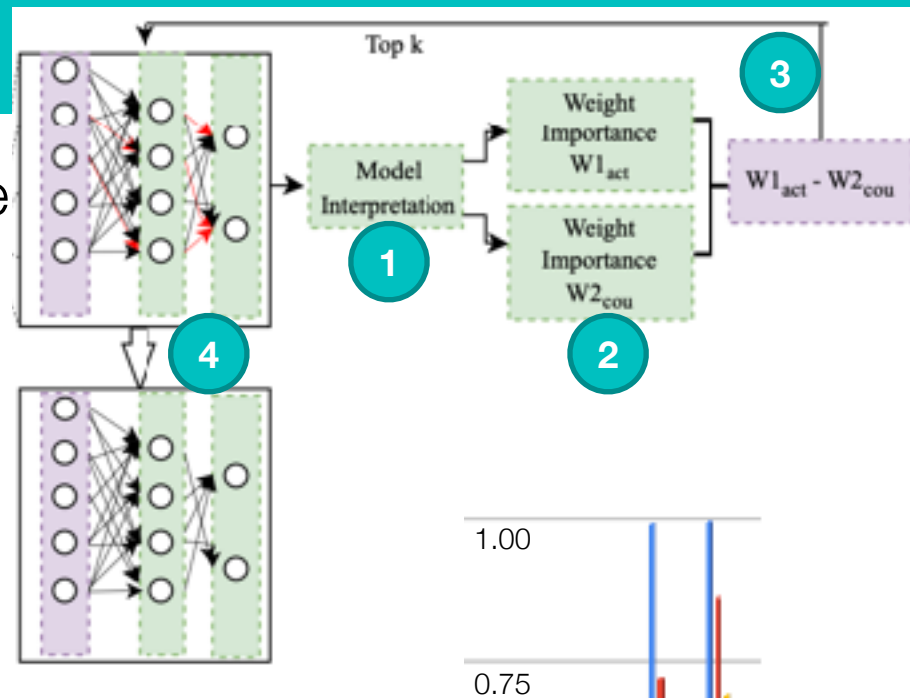 Top k
3
Weight
Importance
W1act
Model
Interpretation
W1act - W2cou
e
1
Weight
Importance
W2cou
4
2
1.00
0.75